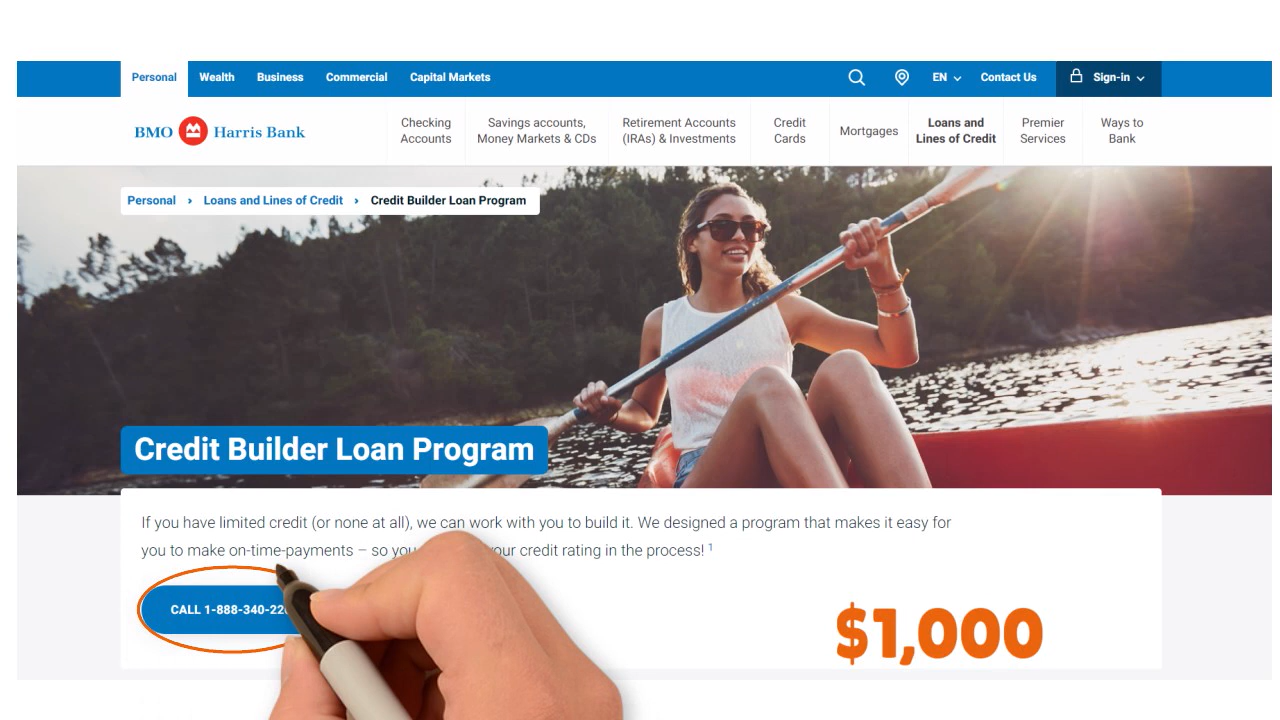 Personal Wealth Business Commercial Capital Markets EN Contact Us Sign-in
BMO Harris Bank
Checking
Accounts
Savings accounts,
Money Markets & CDs
Retirement Accounts
(IRAs) & Investments
Credit
Cards
Mortgages
Loans and
Lines of Credit
Premier
Services
Ways to
Bank
Personal › Loans and Lines of Credit › Credit Builder Loan Program
Credit Builder Loan Program
If you have limited credit (or none at all), we can work with you to build it. We designed a program that makes it easy for
you to make on-time-payments – so you your credit rating in the process! 1
CALL 1-888-340-22
$1,000